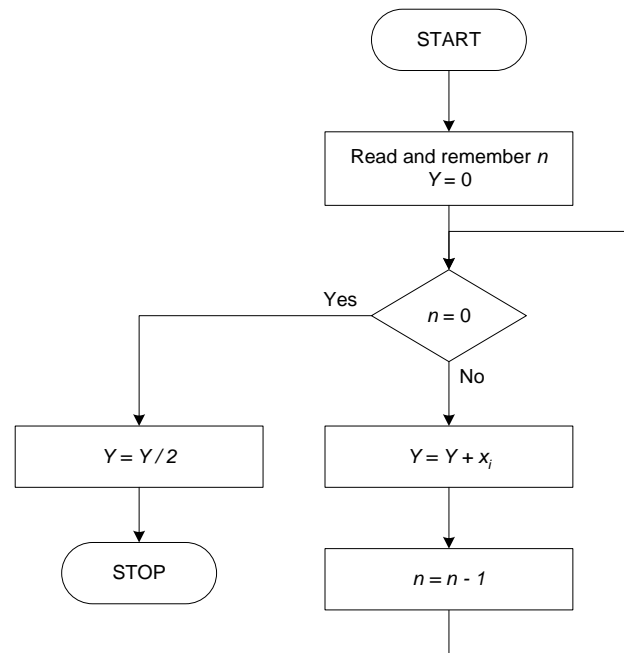 START
Read and remember n
Y = 0
n = 0
Yes
No
Y = Y / 2
Y = Y + xᵢ
STOP
n = n - 1